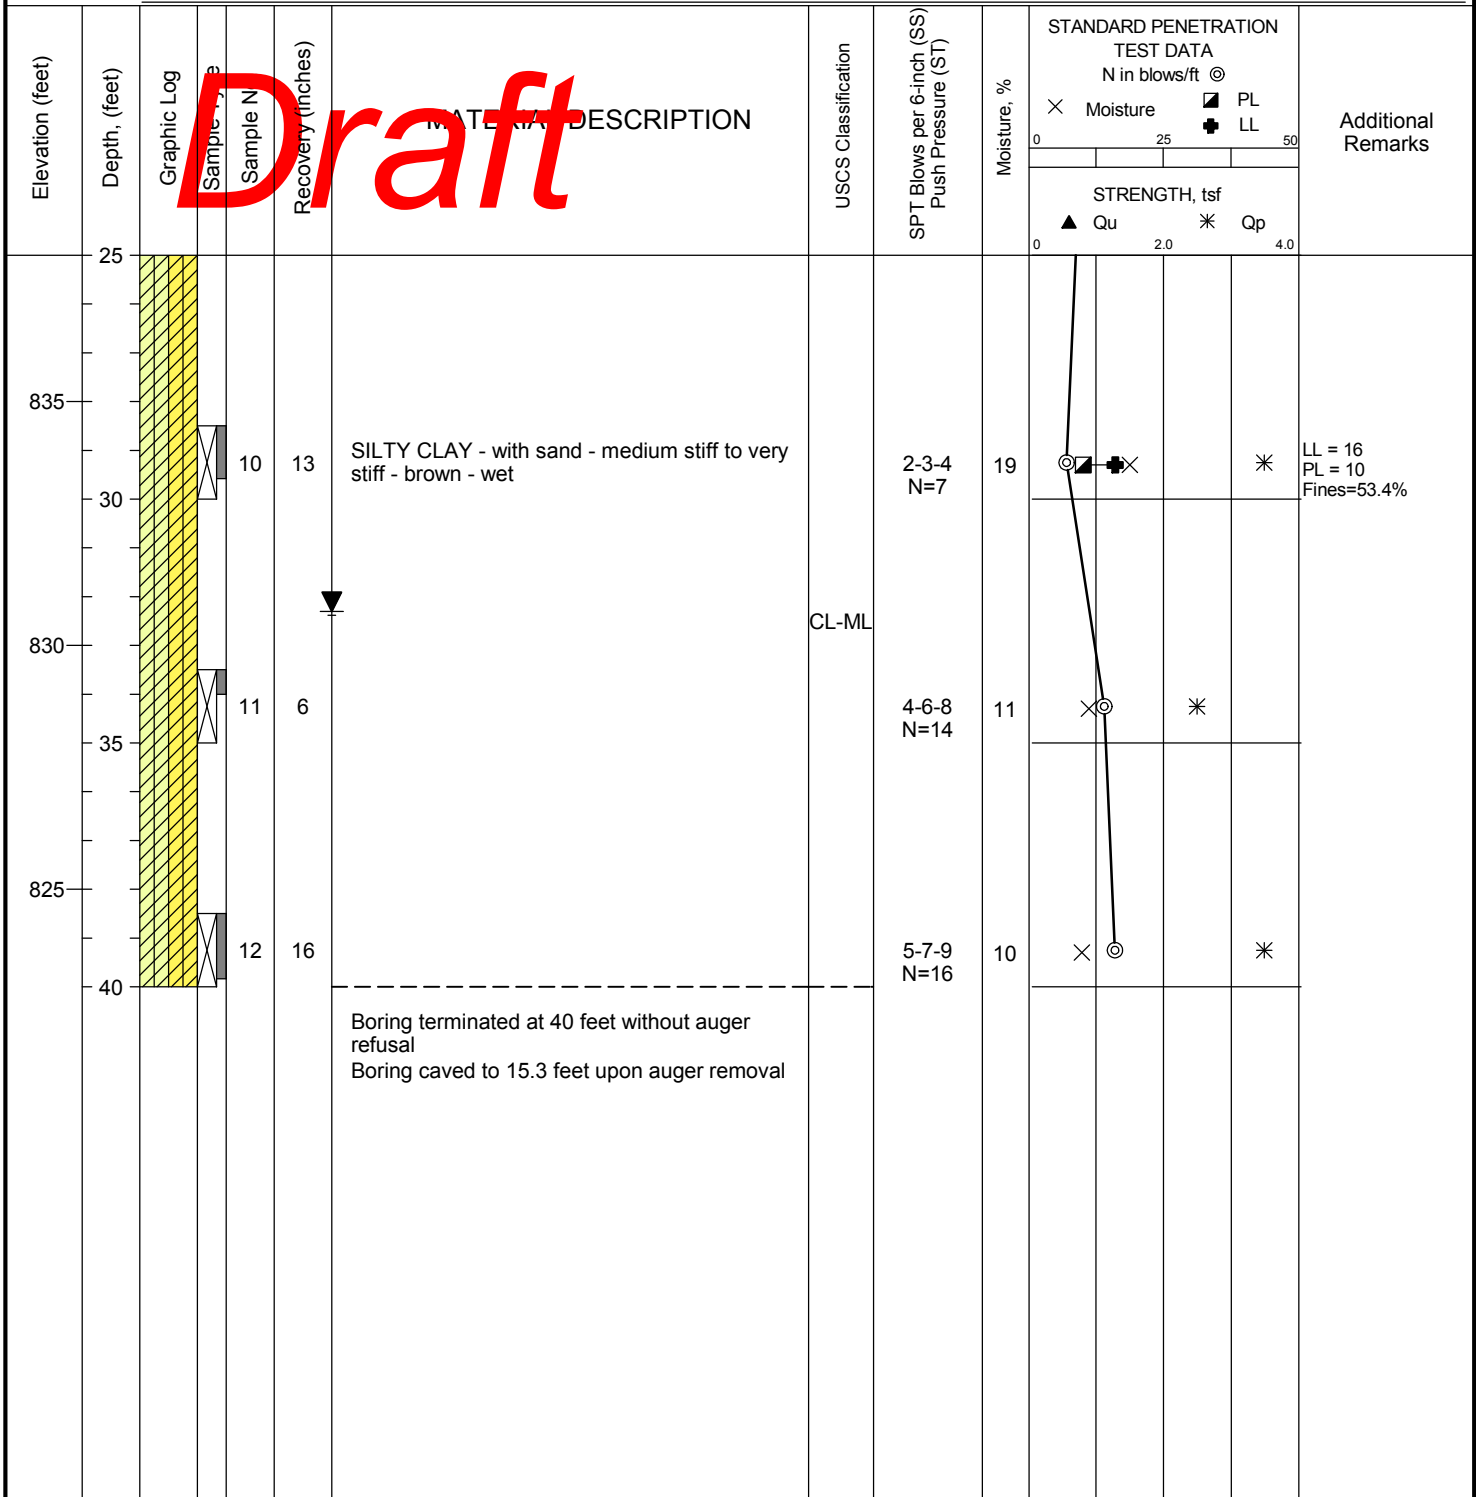 Elevation (feet)
Depth, (feet)
Graphic Log
Sample Type
Sample N
Recovery (inches)
Draft
MATERIAL DESCRIPTION
USCS Classification
SPT Blows per 6-inch (SS)
Push Pressure (ST)
Moisture, %
STANDARD PENETRATION
TEST DATA
N in blows/ft
Moisture
PL
LL
0 25 50
STRENGTH, tsf
Qu Qp
0 2.0 4.0
Additional
Remarks
25
835
10 13
SILTY CLAY - with sand - medium stiff to very
stiff - brown - wet
2-3-4
N=7
19
LL = 16
PL = 10
Fines=53.4%
30
CL-ML
830
11 6
4-6-8
N=14
11
35
825
12 16
5-7-9
N=16
10
40
Boring terminated at 40 feet without auger
refusal
Boring caved to 15.3 feet upon auger removal